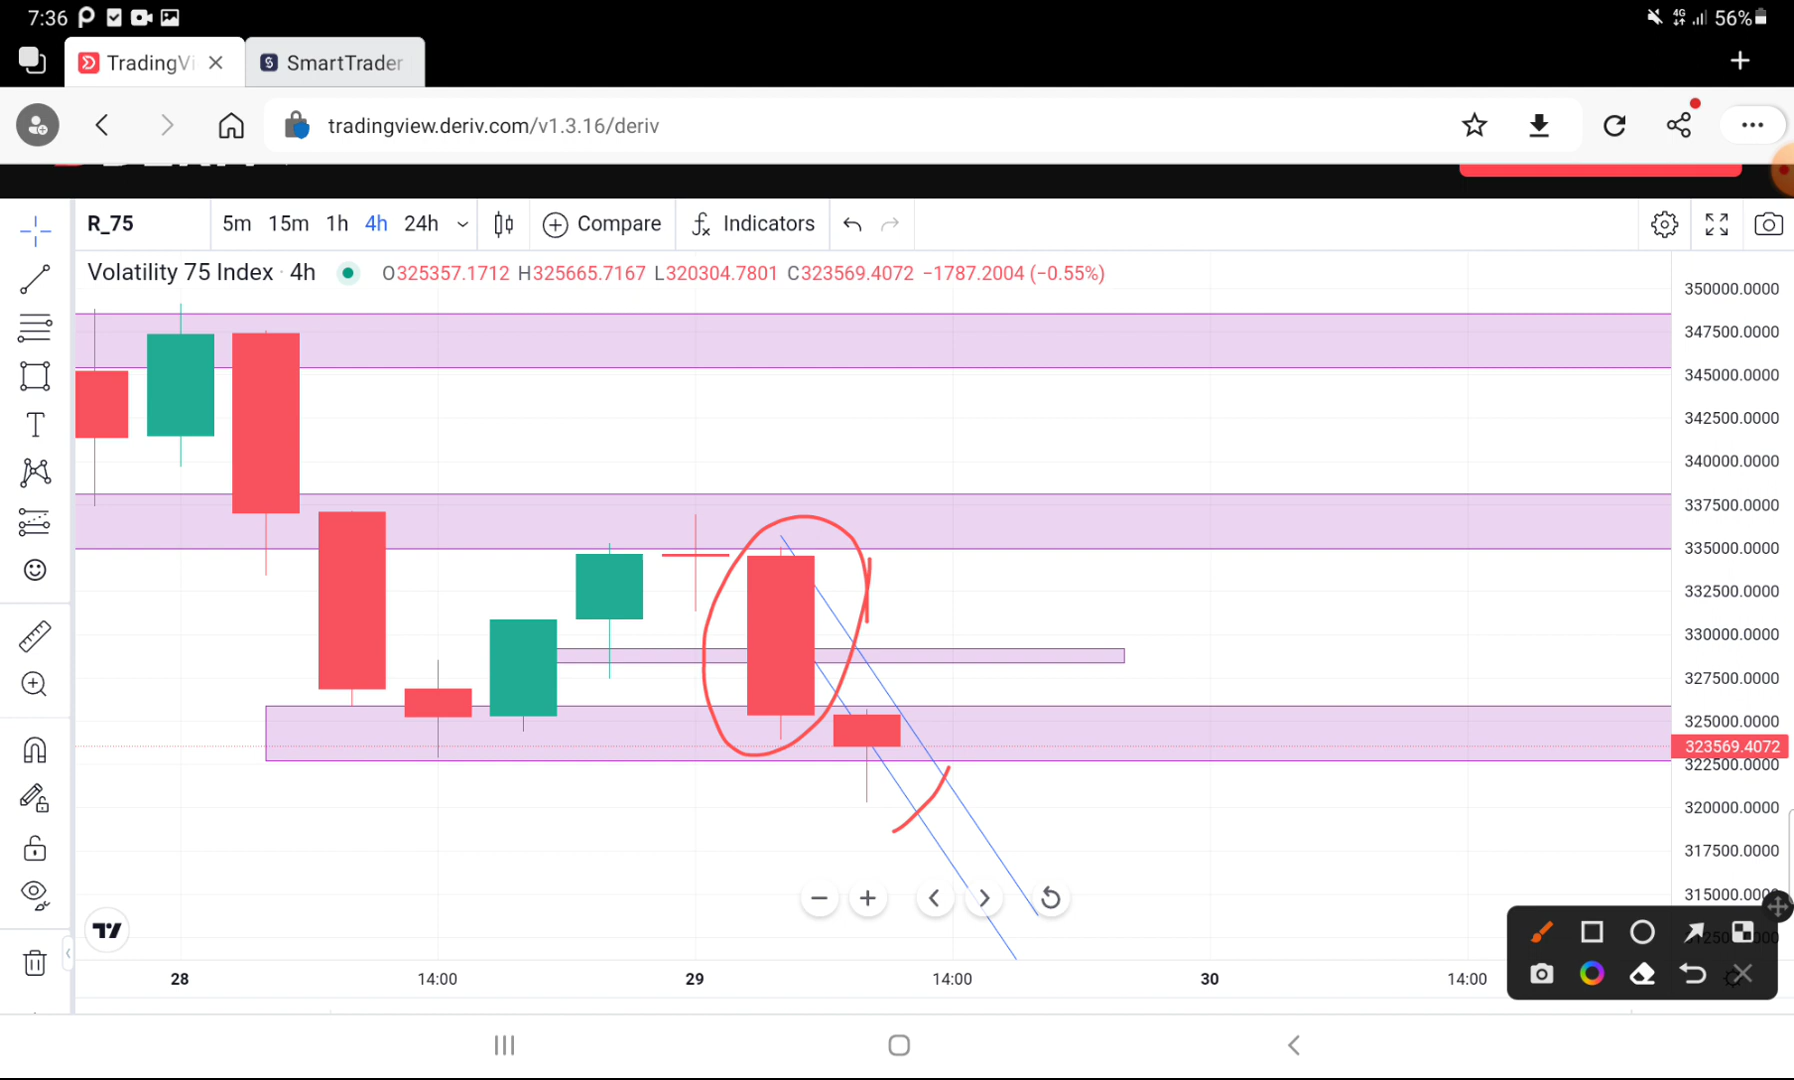 7:36
4G
56%
TradingVi
SmartTrader
tradingview.deriv.com/v1.3.16/deriv
R_75
5m 15m 1h 4h 24h
Compare
Indicators
Volatility 75 Index · 4h
O325357.1712 H325665.7167 L320304.7801 C323569.4072 −1787.2004 (−0.55%)
350000.0000
347500.0000
345000.0000
342500.0000
340000.0000
337500.0000
335000.0000
332500.0000
330000.0000
327500.0000
325000.0000
323569.4072
322500.0000
320000.0000
317500.0000
315000.0000
28 14:00 29 14:00 30 14:00